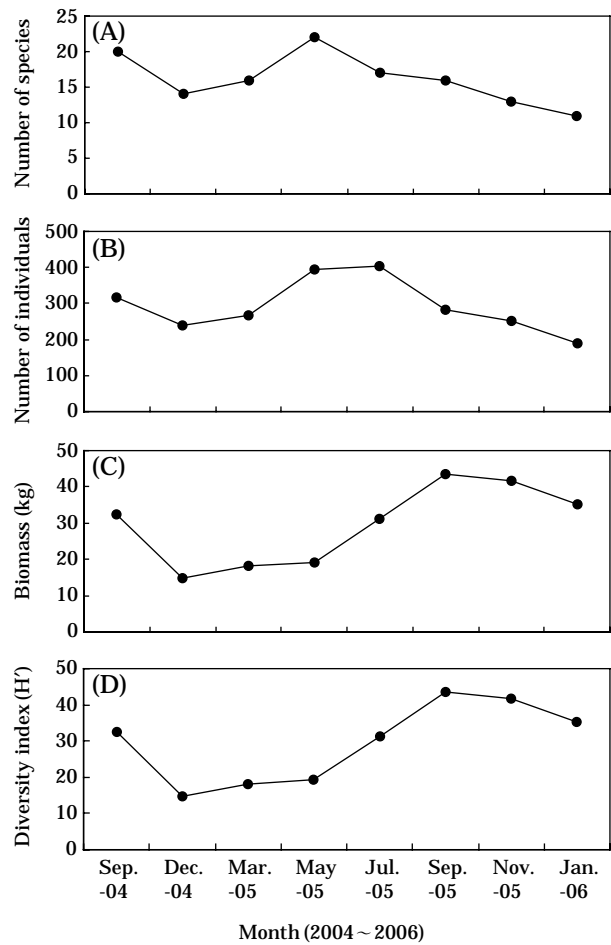 (A)
Number of species
25
20
15
10
5
0
(B)
Number of individuals
500
400
300
200
100
0
(C)
Biomass (kg)
50
40
30
20
10
0
(D)
Diversity index (H′)
50
40
30
20
10
0
Sep. Dec. Mar. May Jul. Sep. Nov. Jan.
-04 -04 -05 -05 -05 -05 -05 -06
Month (2004~2006)